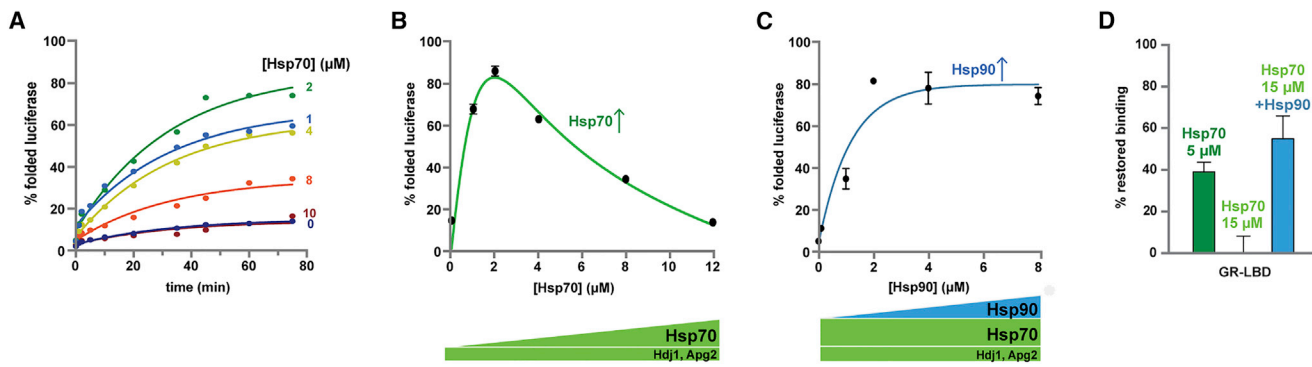 A
% folded luciferase
100
80
60
40
20
0
0 20 40 60 80
time (min)
[Hsp70] (µM)
2
1
4
8
10
0
B
% folded luciferase
100
80
60
40
20
0
0 2 4 6 8 10 12
[Hsp70] (µM)
Hsp70↑
Hsp70
Hdj1, Apg2
C
% folded luciferase
100
80
60
40
20
0
0 2 4 6 8
[Hsp90] (µM)
Hsp90↑
Hsp90
Hsp70
Hdj1, Apg2
D
% restored binding
100
80
60
40
20
0
Hsp70
5 µM
Hsp70
15 µM
Hsp70
15 µM
+Hsp90
GR-LBD